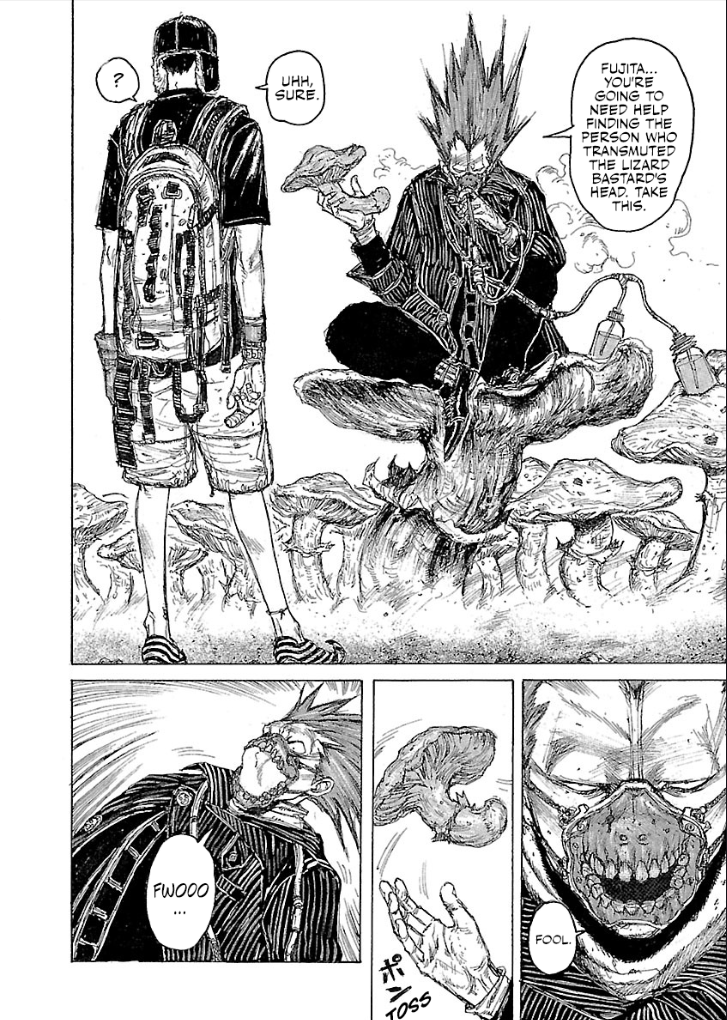 FUJITA...
YOU'RE
GOING TO
NEED HELP
FINDING THE
PERSON WHO
TRANSMUTED
THE LIZARD
BASTARD'S
HEAD. TAKE
THIS.
UHH,
SURE.
?
FOOL.
ポン
TOSS
FWOOO
...